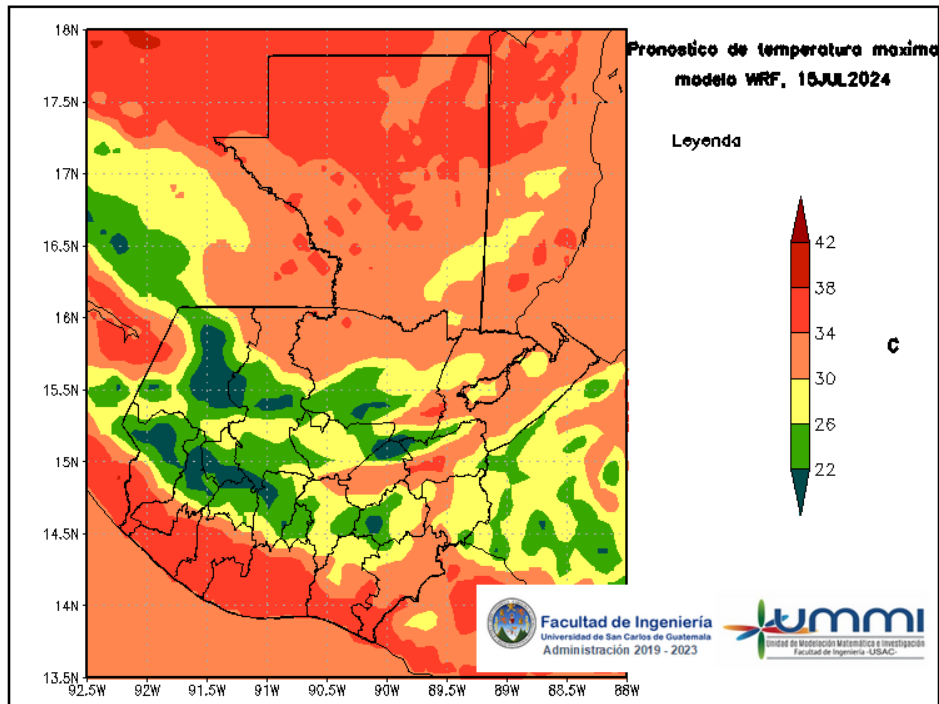 Pronostico de temperatura maxima
modelo WRF, 15JUL2024
Leyenda
42
38
34
30
26
22
C
18N
17.5N
17N
16.5N
16N
15.5N
15N
14.5N
14N
13.5N
92.5W
92W
91.5W
91W
90.5W
90W
89.5W
89W
88.5W
88W
Facultad de Ingeniería
Universidad de San Carlos de Guatemala
Administración 2019 - 2023
ummi
Unidad de Modelación Matemática e Investigación
Facultad de Ingeniería -USAC-